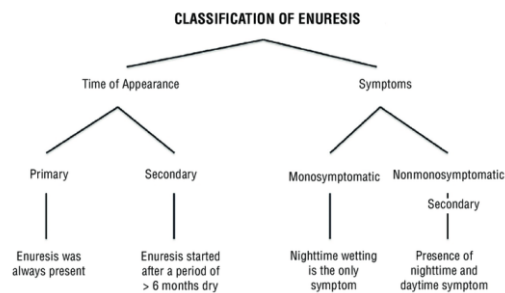 CLASSIFICATION OF ENURESIS
Time of Appearance
Symptoms
Primary
Secondary
Monosymptomatic
Nonmonosymptomatic
Secondary
Enuresis was
always present
Enuresis started
after a period of
> 6 months dry
Nighttime wetting
is the only
symptom
Presence of
nighttime and
daytime symptom